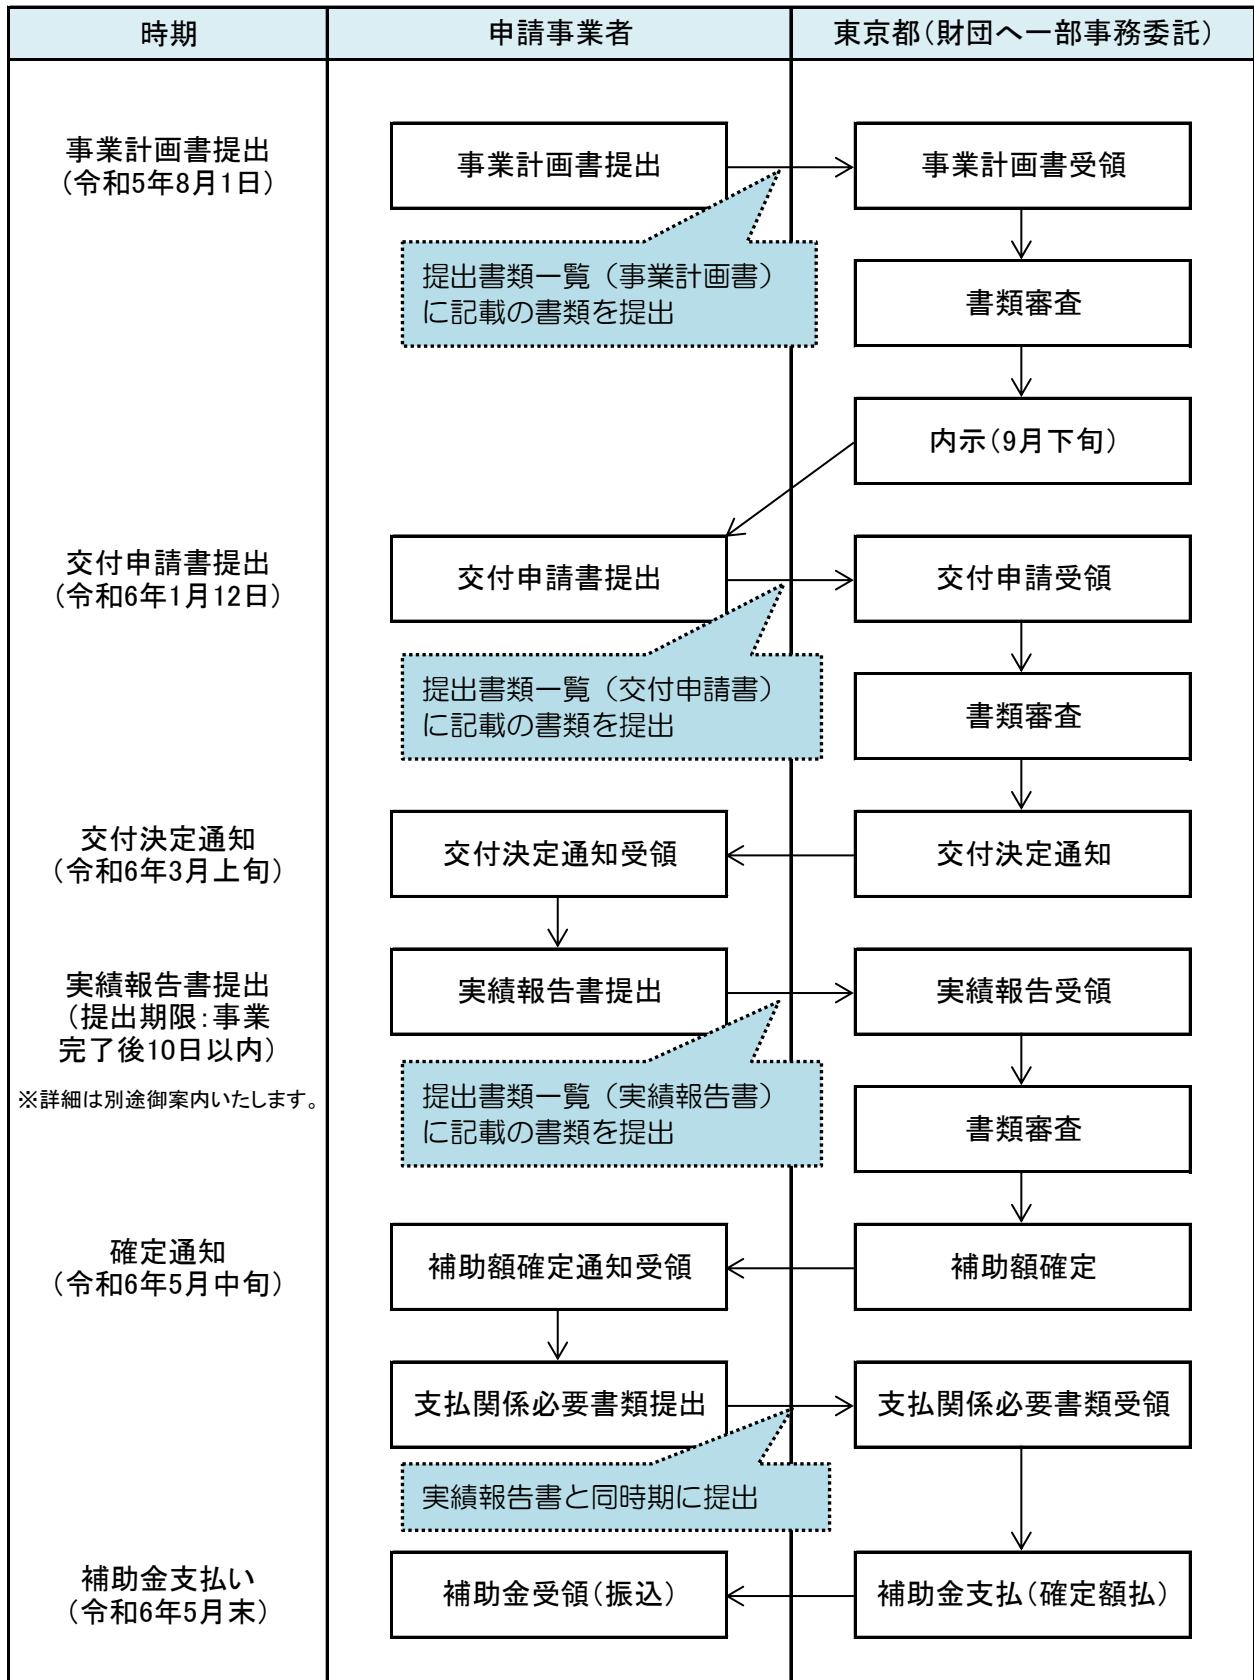 時期
申請事業者
東京都（財団へ一部事務委託）
事業計画書提出
（令和5年8月1日）
事業計画書提出
事業計画書受領
提出書類一覧（事業計画書）
に記載の書類を提出
書類審査
内示（9月下旬）
交付申請書提出
（令和6年1月12日）
交付申請書提出
交付申請受領
提出書類一覧（交付申請書）
に記載の書類を提出
書類審査
交付決定通知
（令和6年3月上旬）
交付決定通知受領
交付決定通知
実績報告書提出
（提出期限：事業
完了後10日以内）
※詳細は別途御案内いたします。
実績報告書提出
実績報告受領
提出書類一覧（実績報告書）
に記載の書類を提出
書類審査
確定通知
（令和6年5月中旬）
補助額確定通知受領
補助額確定
支払関係必要書類提出
支払関係必要書類受領
実績報告書と同時期に提出
補助金支払い
（令和6年5月末）
補助金受領（振込）
補助金支払（確定額払）